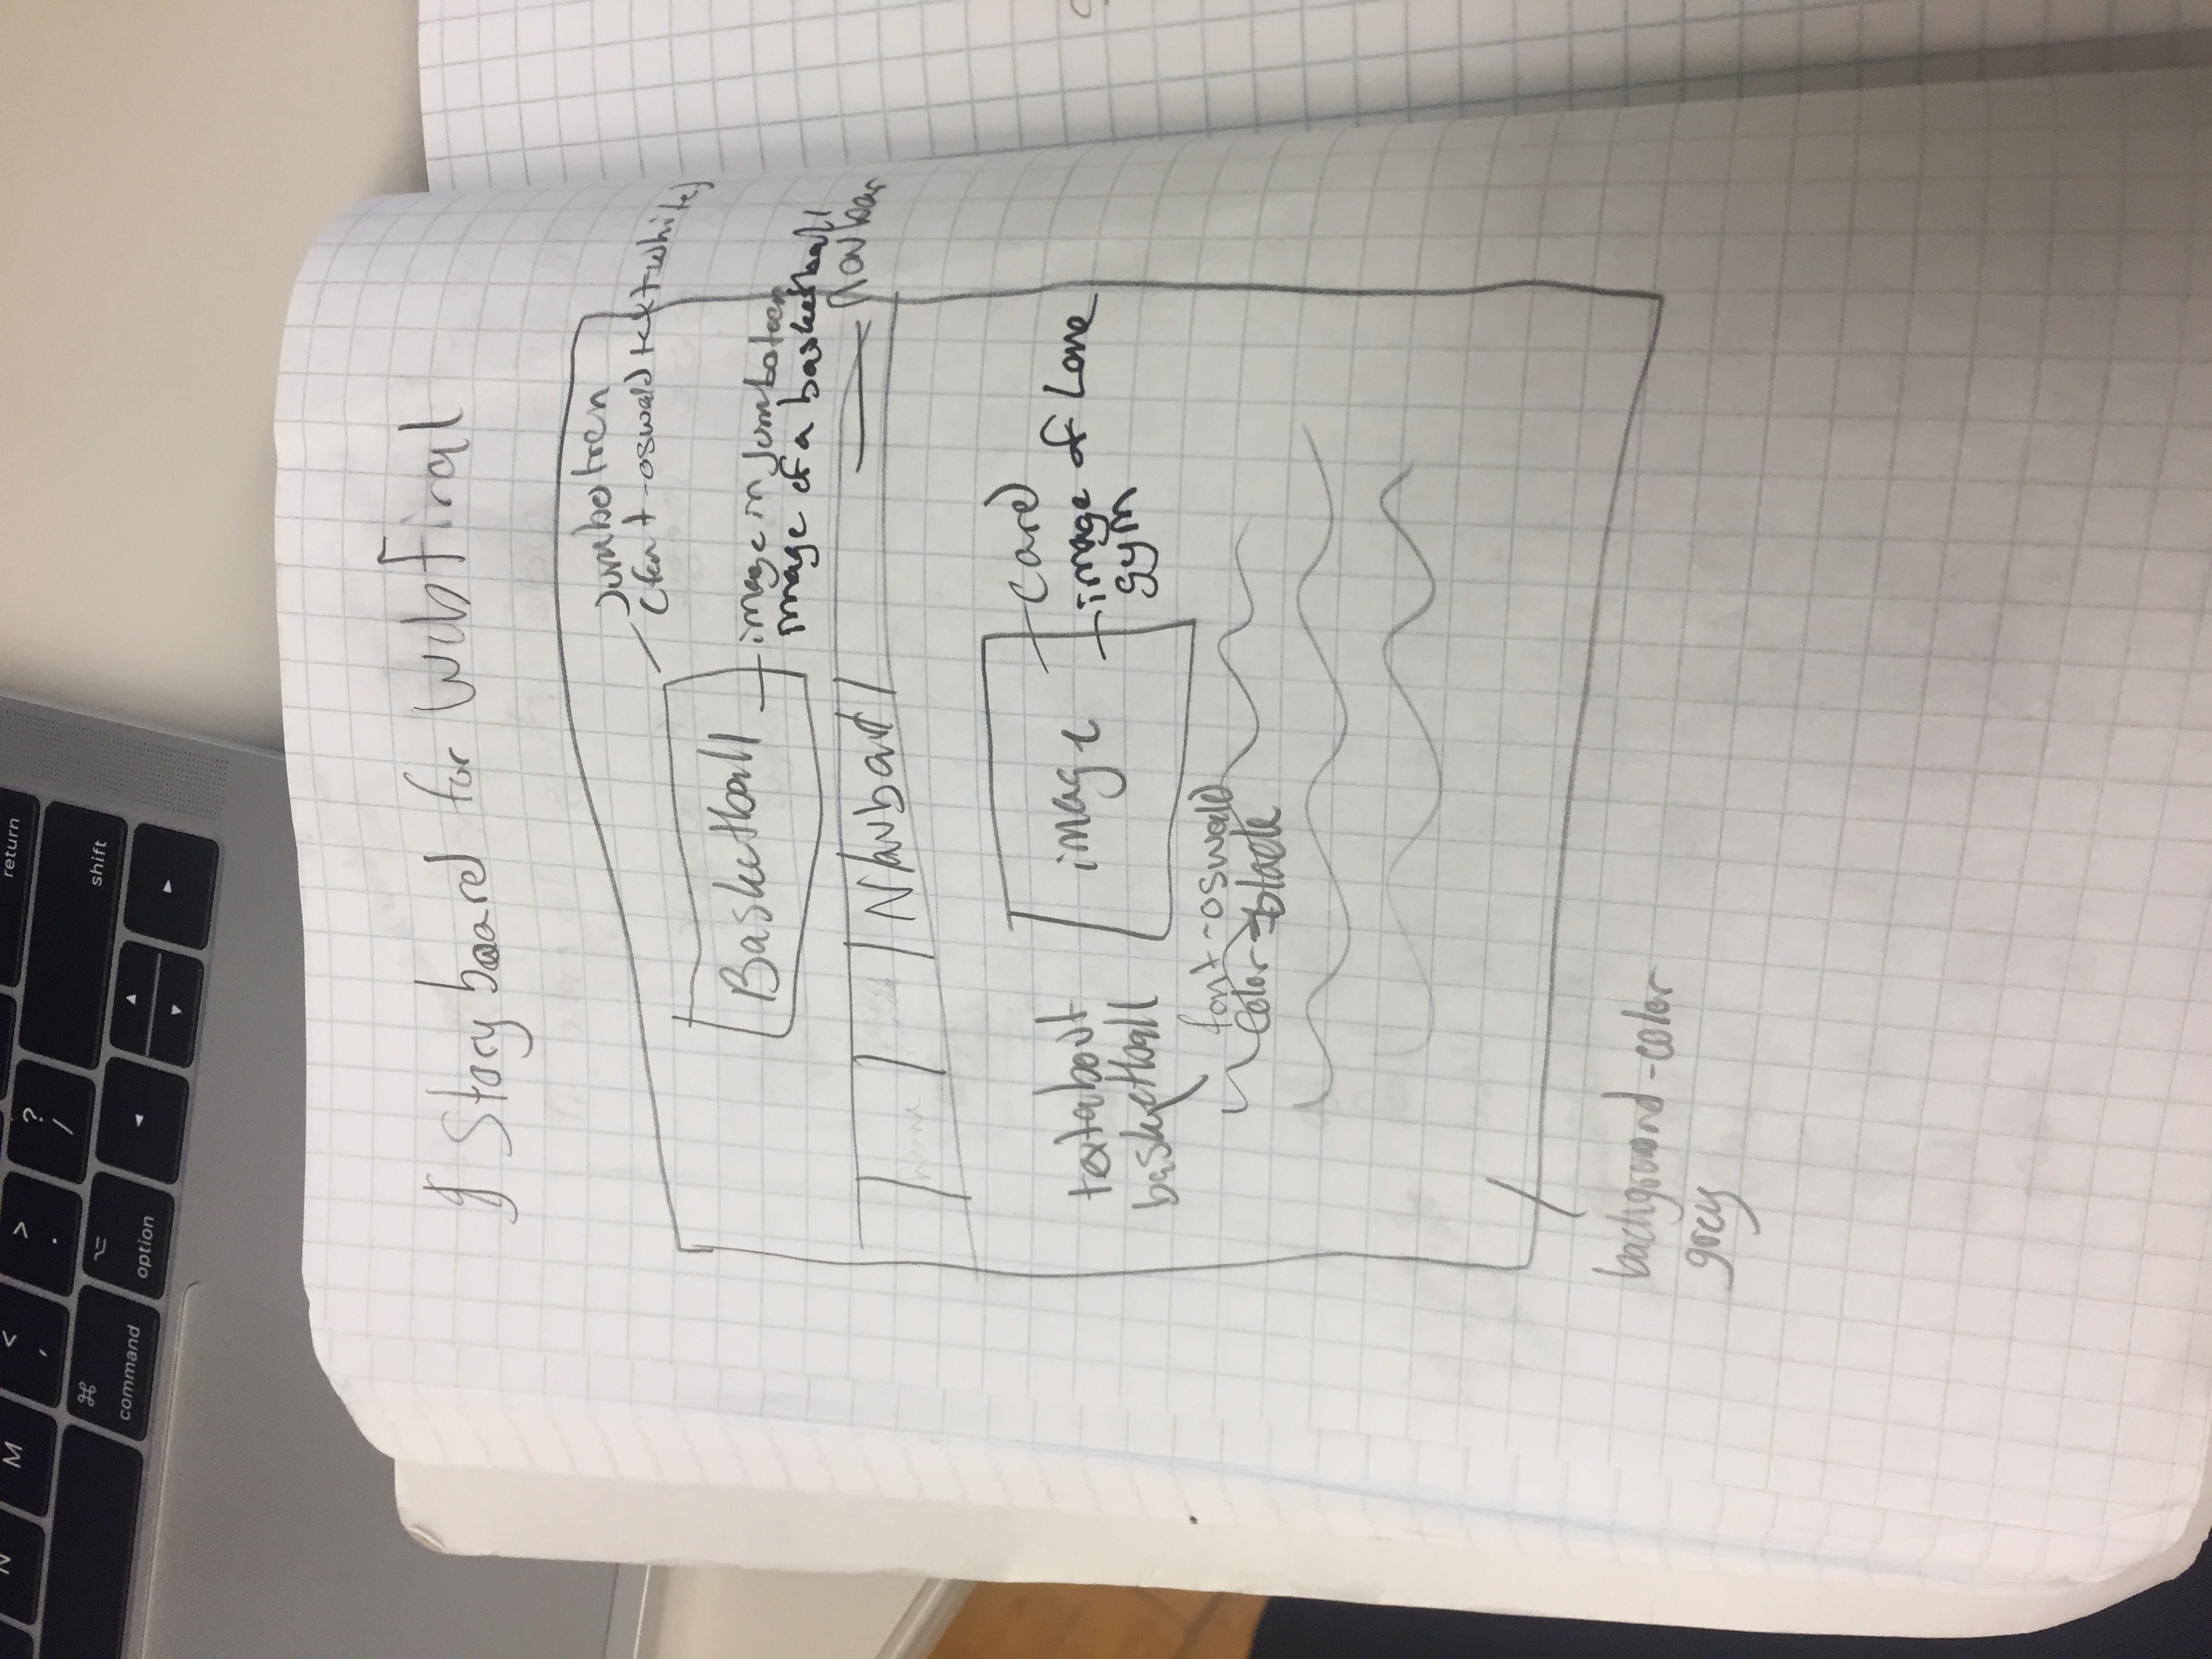 N
M
<
,
>
.
?
/
return
shift
⌘
command
⌥
option
◄
▲
▼
►
Storyboard for Web Final
Jumbotron
(font-oswald text white)
Basketball
image in Jumbotron
image of a basketball
Navbar
Navbar
home
card
image
image of Lane
gym
text about
basketball
font-oswald
color-black
background-color
grey